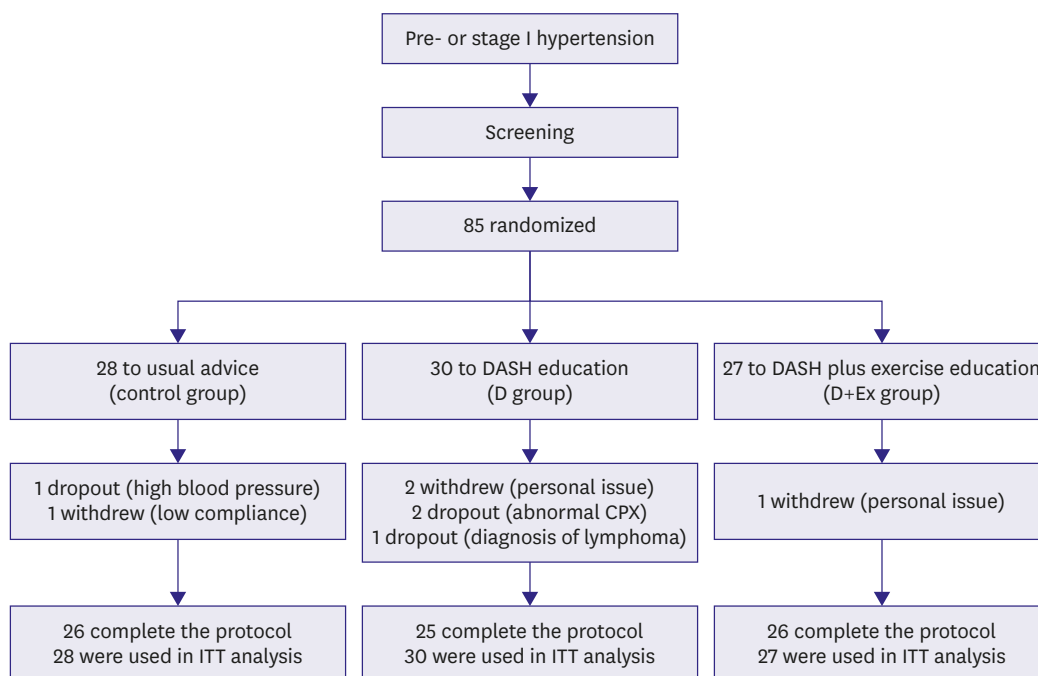 Pre- or stage I hypertension
Screening
85 randomized
28 to usual advice
(control group)
30 to DASH education
(D group)
27 to DASH plus exercise education
(D+Ex group)
1 dropout (high blood pressure)
1 withdrew (low compliance)
2 withdrew (personal issue)
2 dropout (abnormal CPX)
1 dropout (diagnosis of lymphoma)
1 withdrew (personal issue)
26 complete the protocol
28 were used in ITT analysis
25 complete the protocol
30 were used in ITT analysis
26 complete the protocol
27 were used in ITT analysis